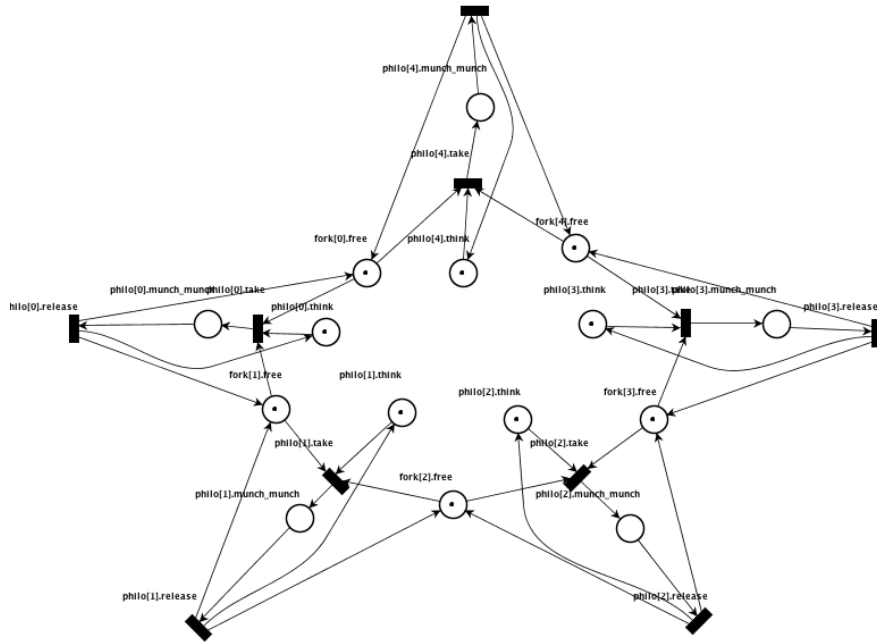 philo[4].munch_munch
philo[4].take
fork[4].free
fork[0].free
philo[4].think
philo[0].munch_munch
philo[0].take
philo[3].think
philo[3].take
philo[3].munch_munch
hilo[0].release
philo[0].think
philo[3].release
fork[1].free
philo[1].think
philo[2].think
fork[3].free
philo[1].take
philo[2].take
fork[2].free
philo[1].munch_munch
philo[2].munch_munch
philo[1].release
philo[2].release